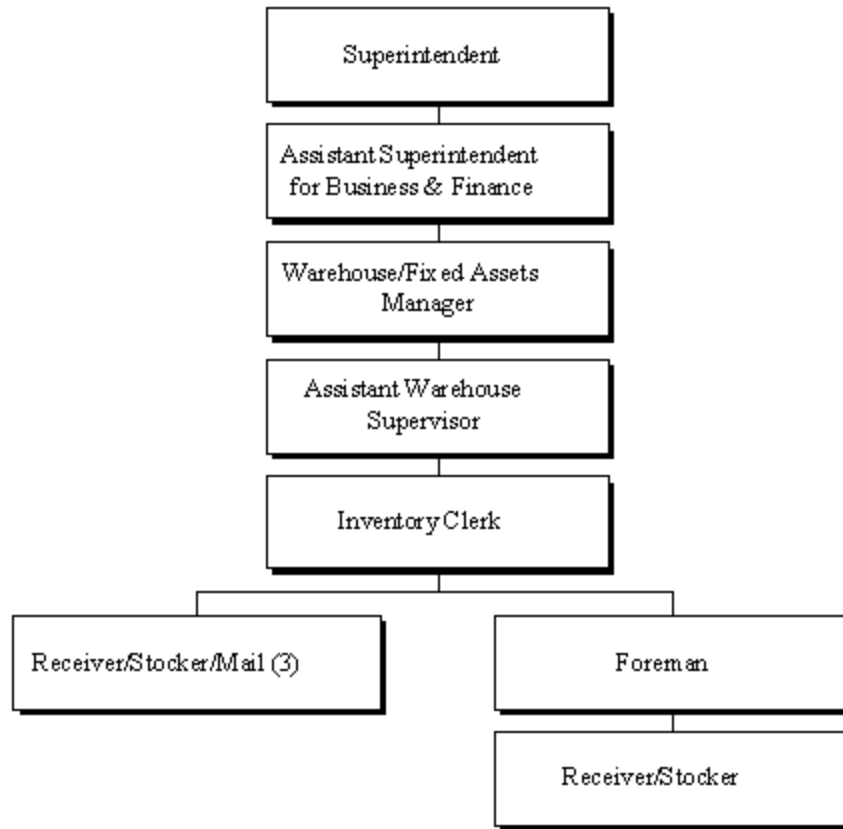 Superintendent
Assistant Superintendent
for Business & Finance
Warehouse/Fixed Assets
Manager
Assistant Warehouse
Supervisor
Inventory Clerk
Receiver/Stocker/Mail (3)
Foreman
Receiver/Stocker